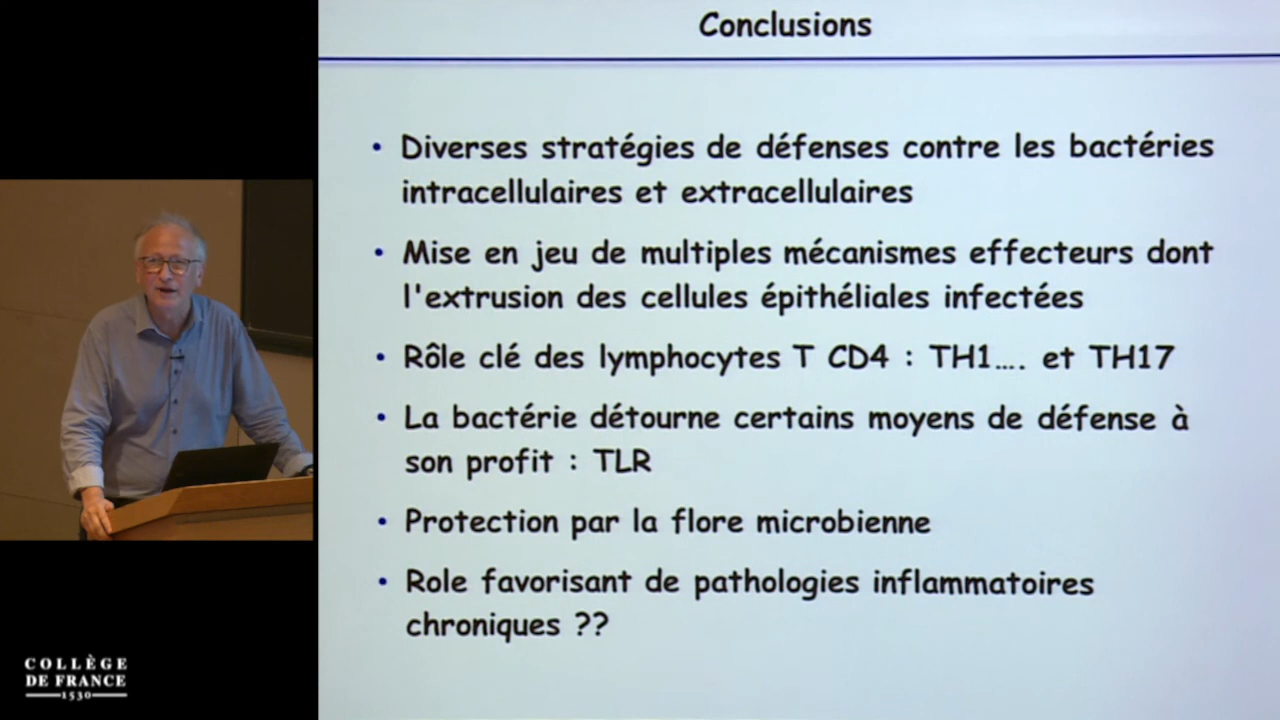 Conclusions
• Diverses stratégies de défenses contre les bactéries
intracellulaires et extracellulaires
• Mise en jeu de multiples mécanismes effecteurs dont
l'extrusion des cellules épithéliales infectées
• Rôle clé des lymphocytes T CD4 : TH1.... et TH17
• La bactérie détourne certains moyens de défense à
son profit : TLR
• Protection par la flore microbienne
• Role favorisant de pathologies inflammatoires
chroniques ??
COLLÈGE
DE FRANCE
1530